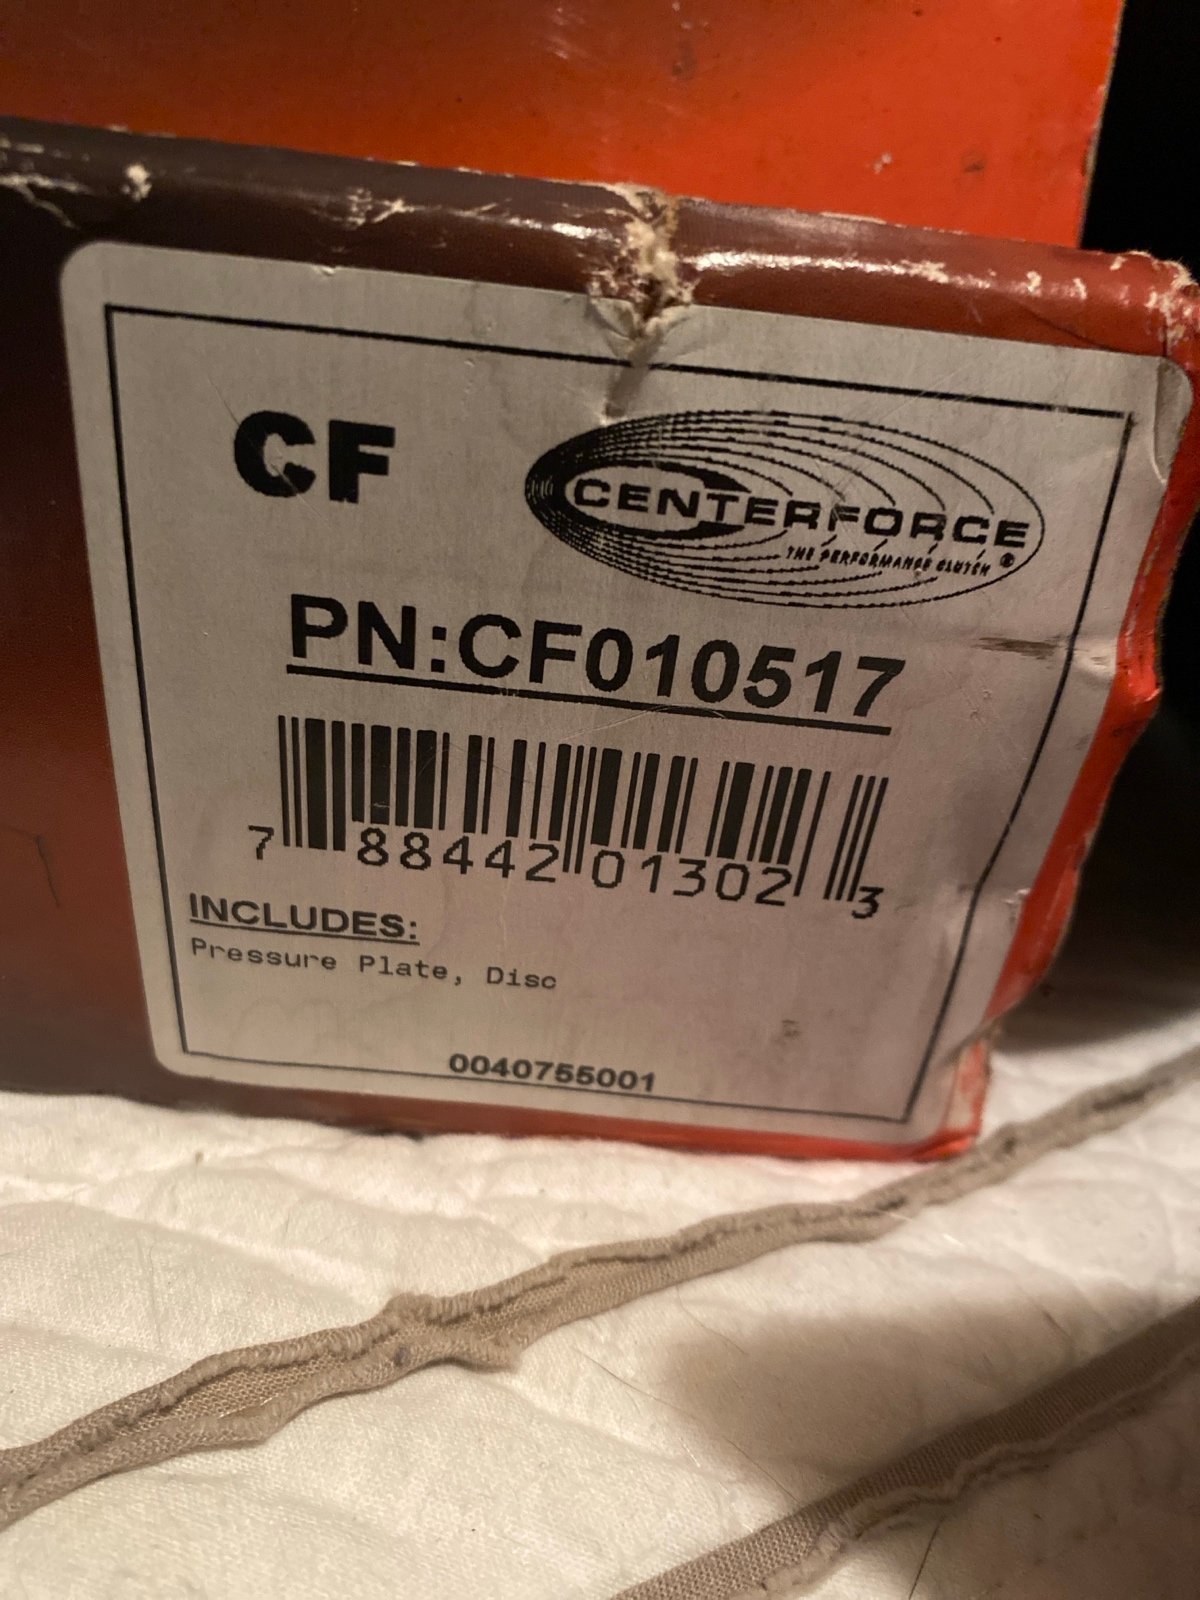 CF
CENTERFORCE
THE PERFORMANCE CLUTCH ®
PN:CF010517
7 88442 01302 3
INCLUDES:
Pressure Plate, Disc
0040755001